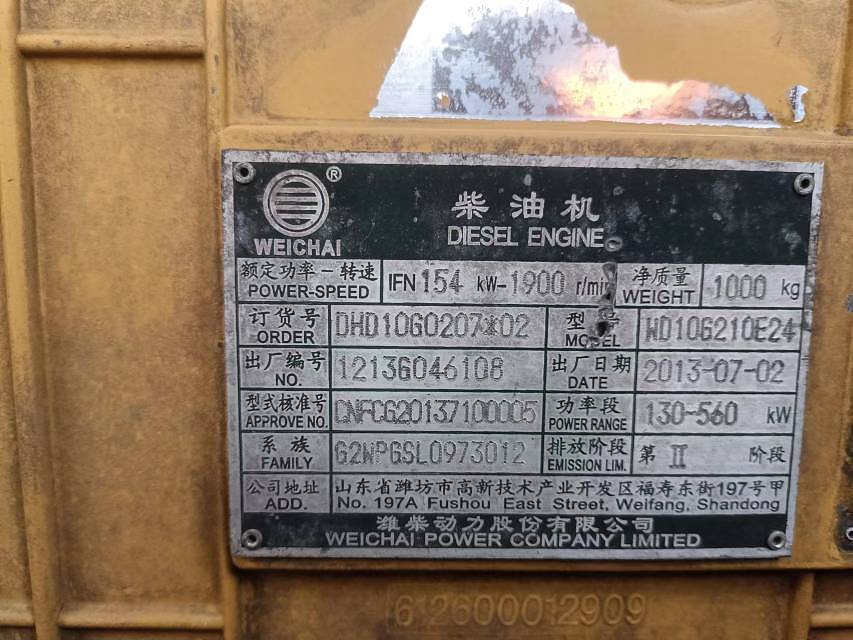 ®
WEICHAI
柴油机
DIESEL ENGINE
额定功率－转速 IFN 154 kW-1900 r/min 净质量 1000 kg
POWER-SPEED WEIGHT
订货号 DHD10G0207*02 型号 WD10G210E24
ORDER MODEL
出厂编号 1213G046108 出厂日期 2013-07-02
NO. DATE
型式核准号 CNFCG20137100005 功率段 130-560 kW
APPROVE NO. POWER RANGE
系族 G2WPGSL0973012 排放阶段 第 II 阶段
FAMILY EMISSION LIM.
公司地址 山东省潍坊市高新技术产业开发区福寿东街197号甲
ADD. No. 197A Fushou East Street, Weifang, Shandong
潍柴动力股份有限公司
WEICHAI POWER COMPANY LIMITED
612600012909